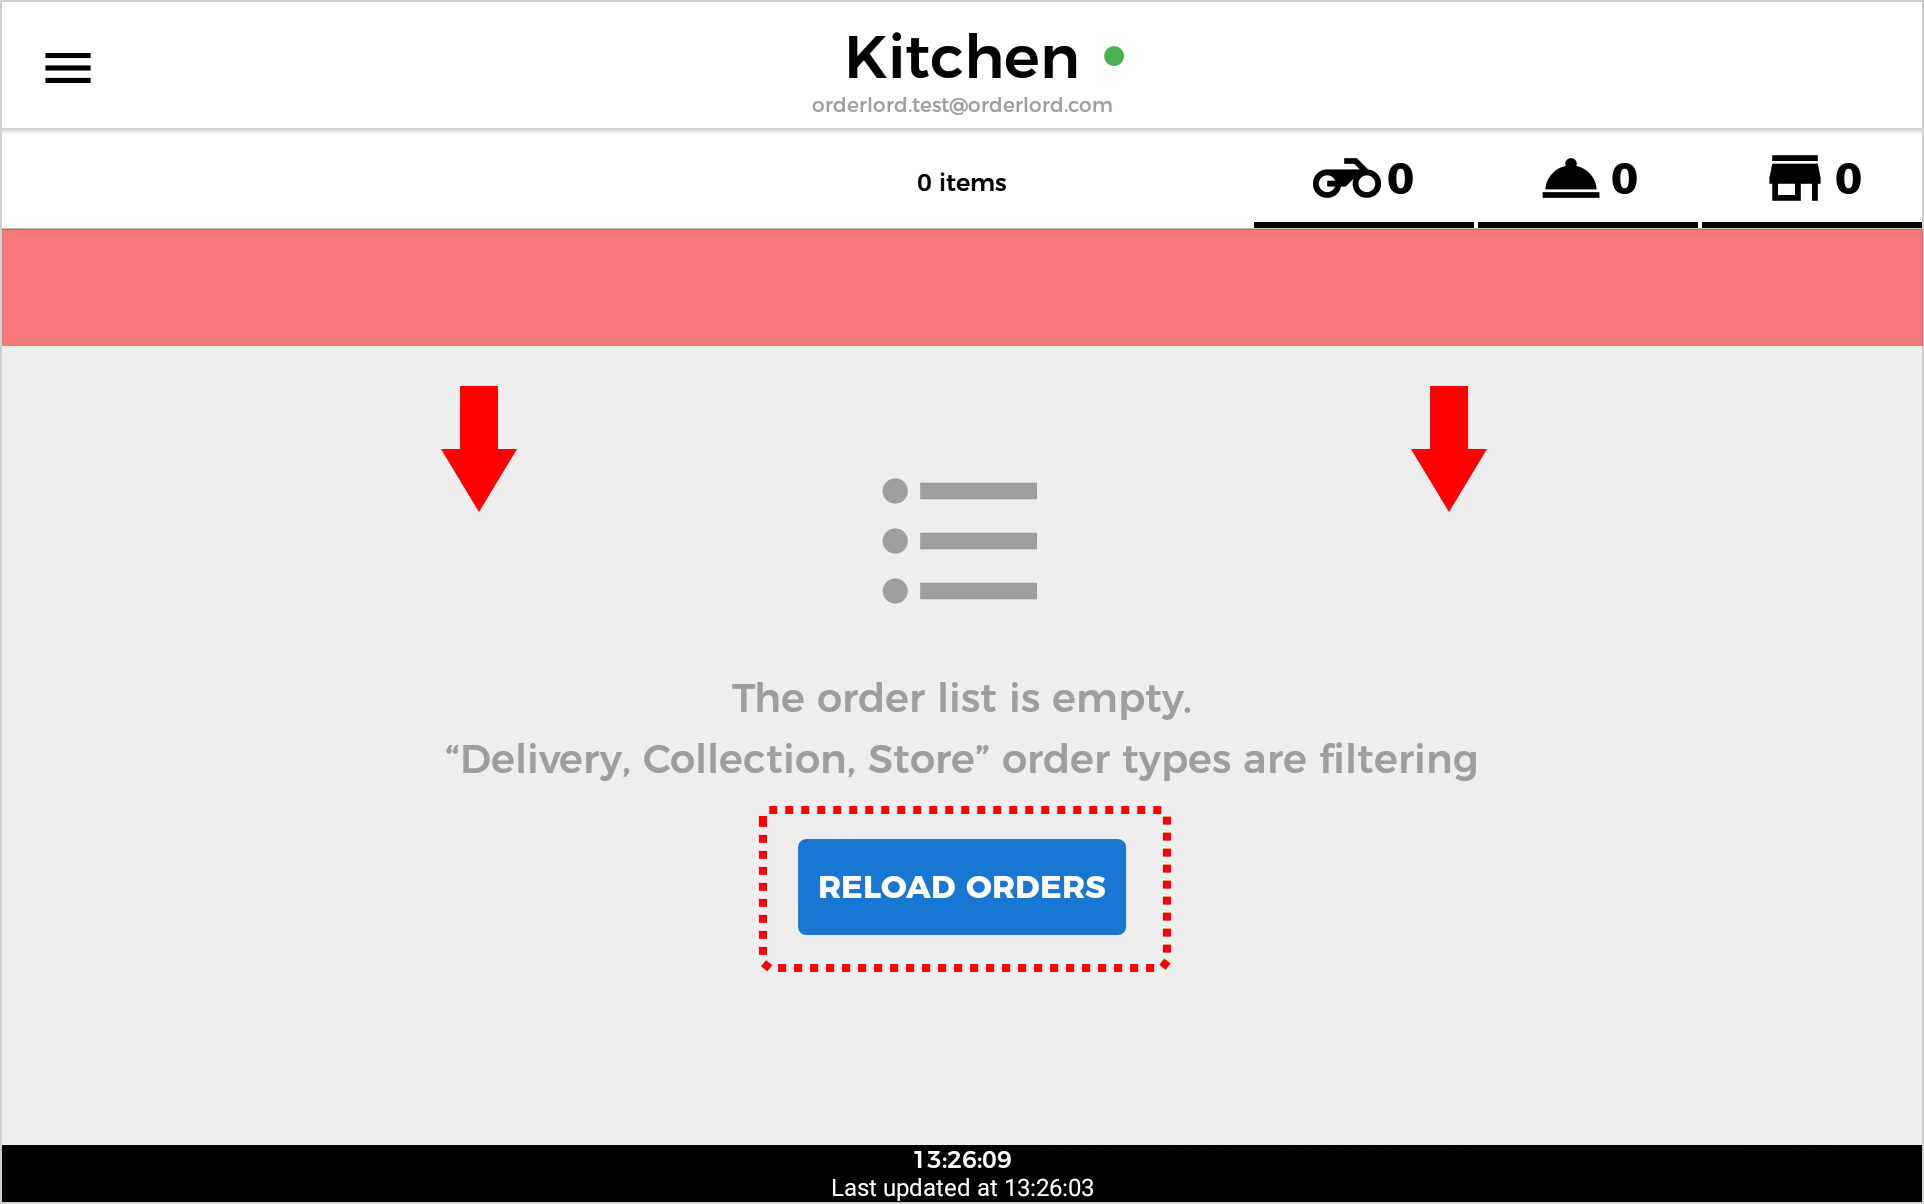 Kitchen
orderlord.test@orderlord.com
0 items
0
0
0
The order list is empty.
“Delivery, Collection, Store” order types are filtering
RELOAD ORDERS
13:26:09
Last updated at 13:26:03